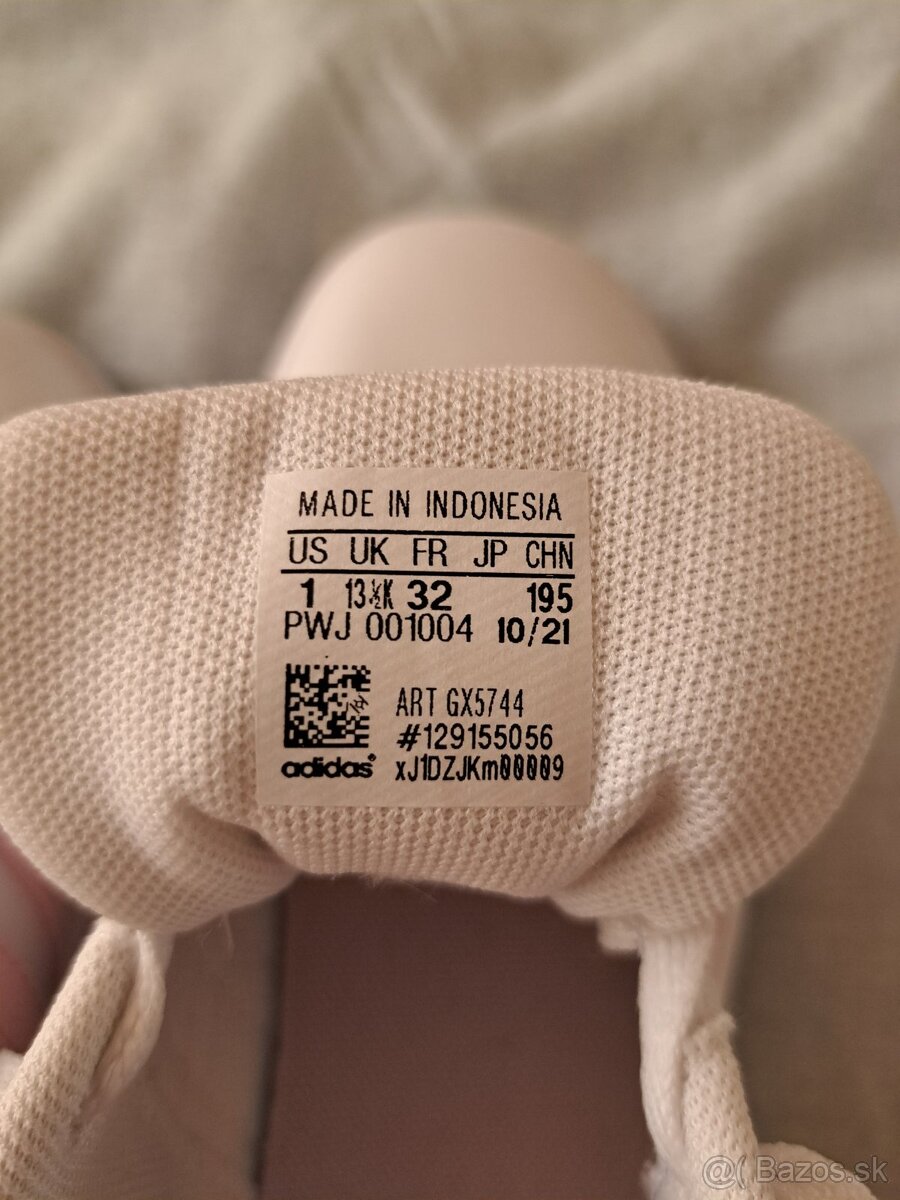 MADE IN INDONESIA
US UK FR JP CHN
1 13½K 32 195
PWJ 001004 10/21
ART GX5744
#129155056
adidas® xJ1DZJKm00009
@( Bazos.sk